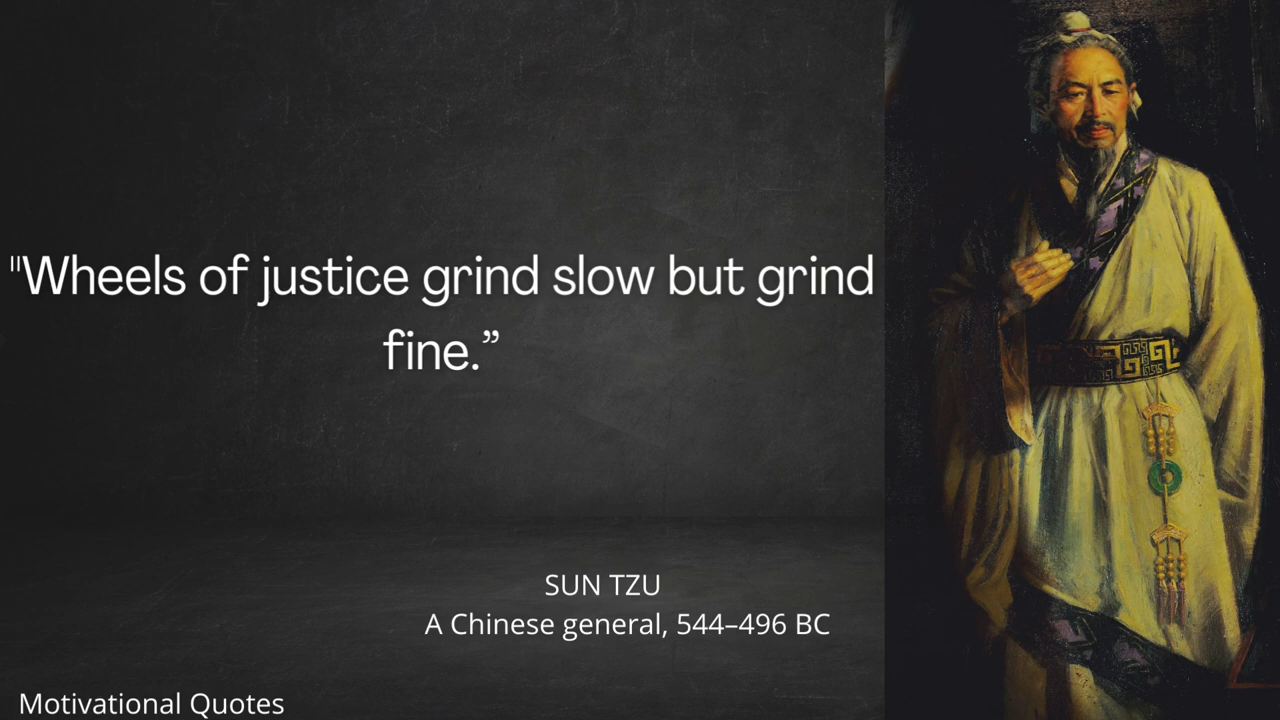 "Wheels of justice grind slow but grind
fine.”
SUN TZU
A Chinese general, 544–496 BC
Motivational Quotes